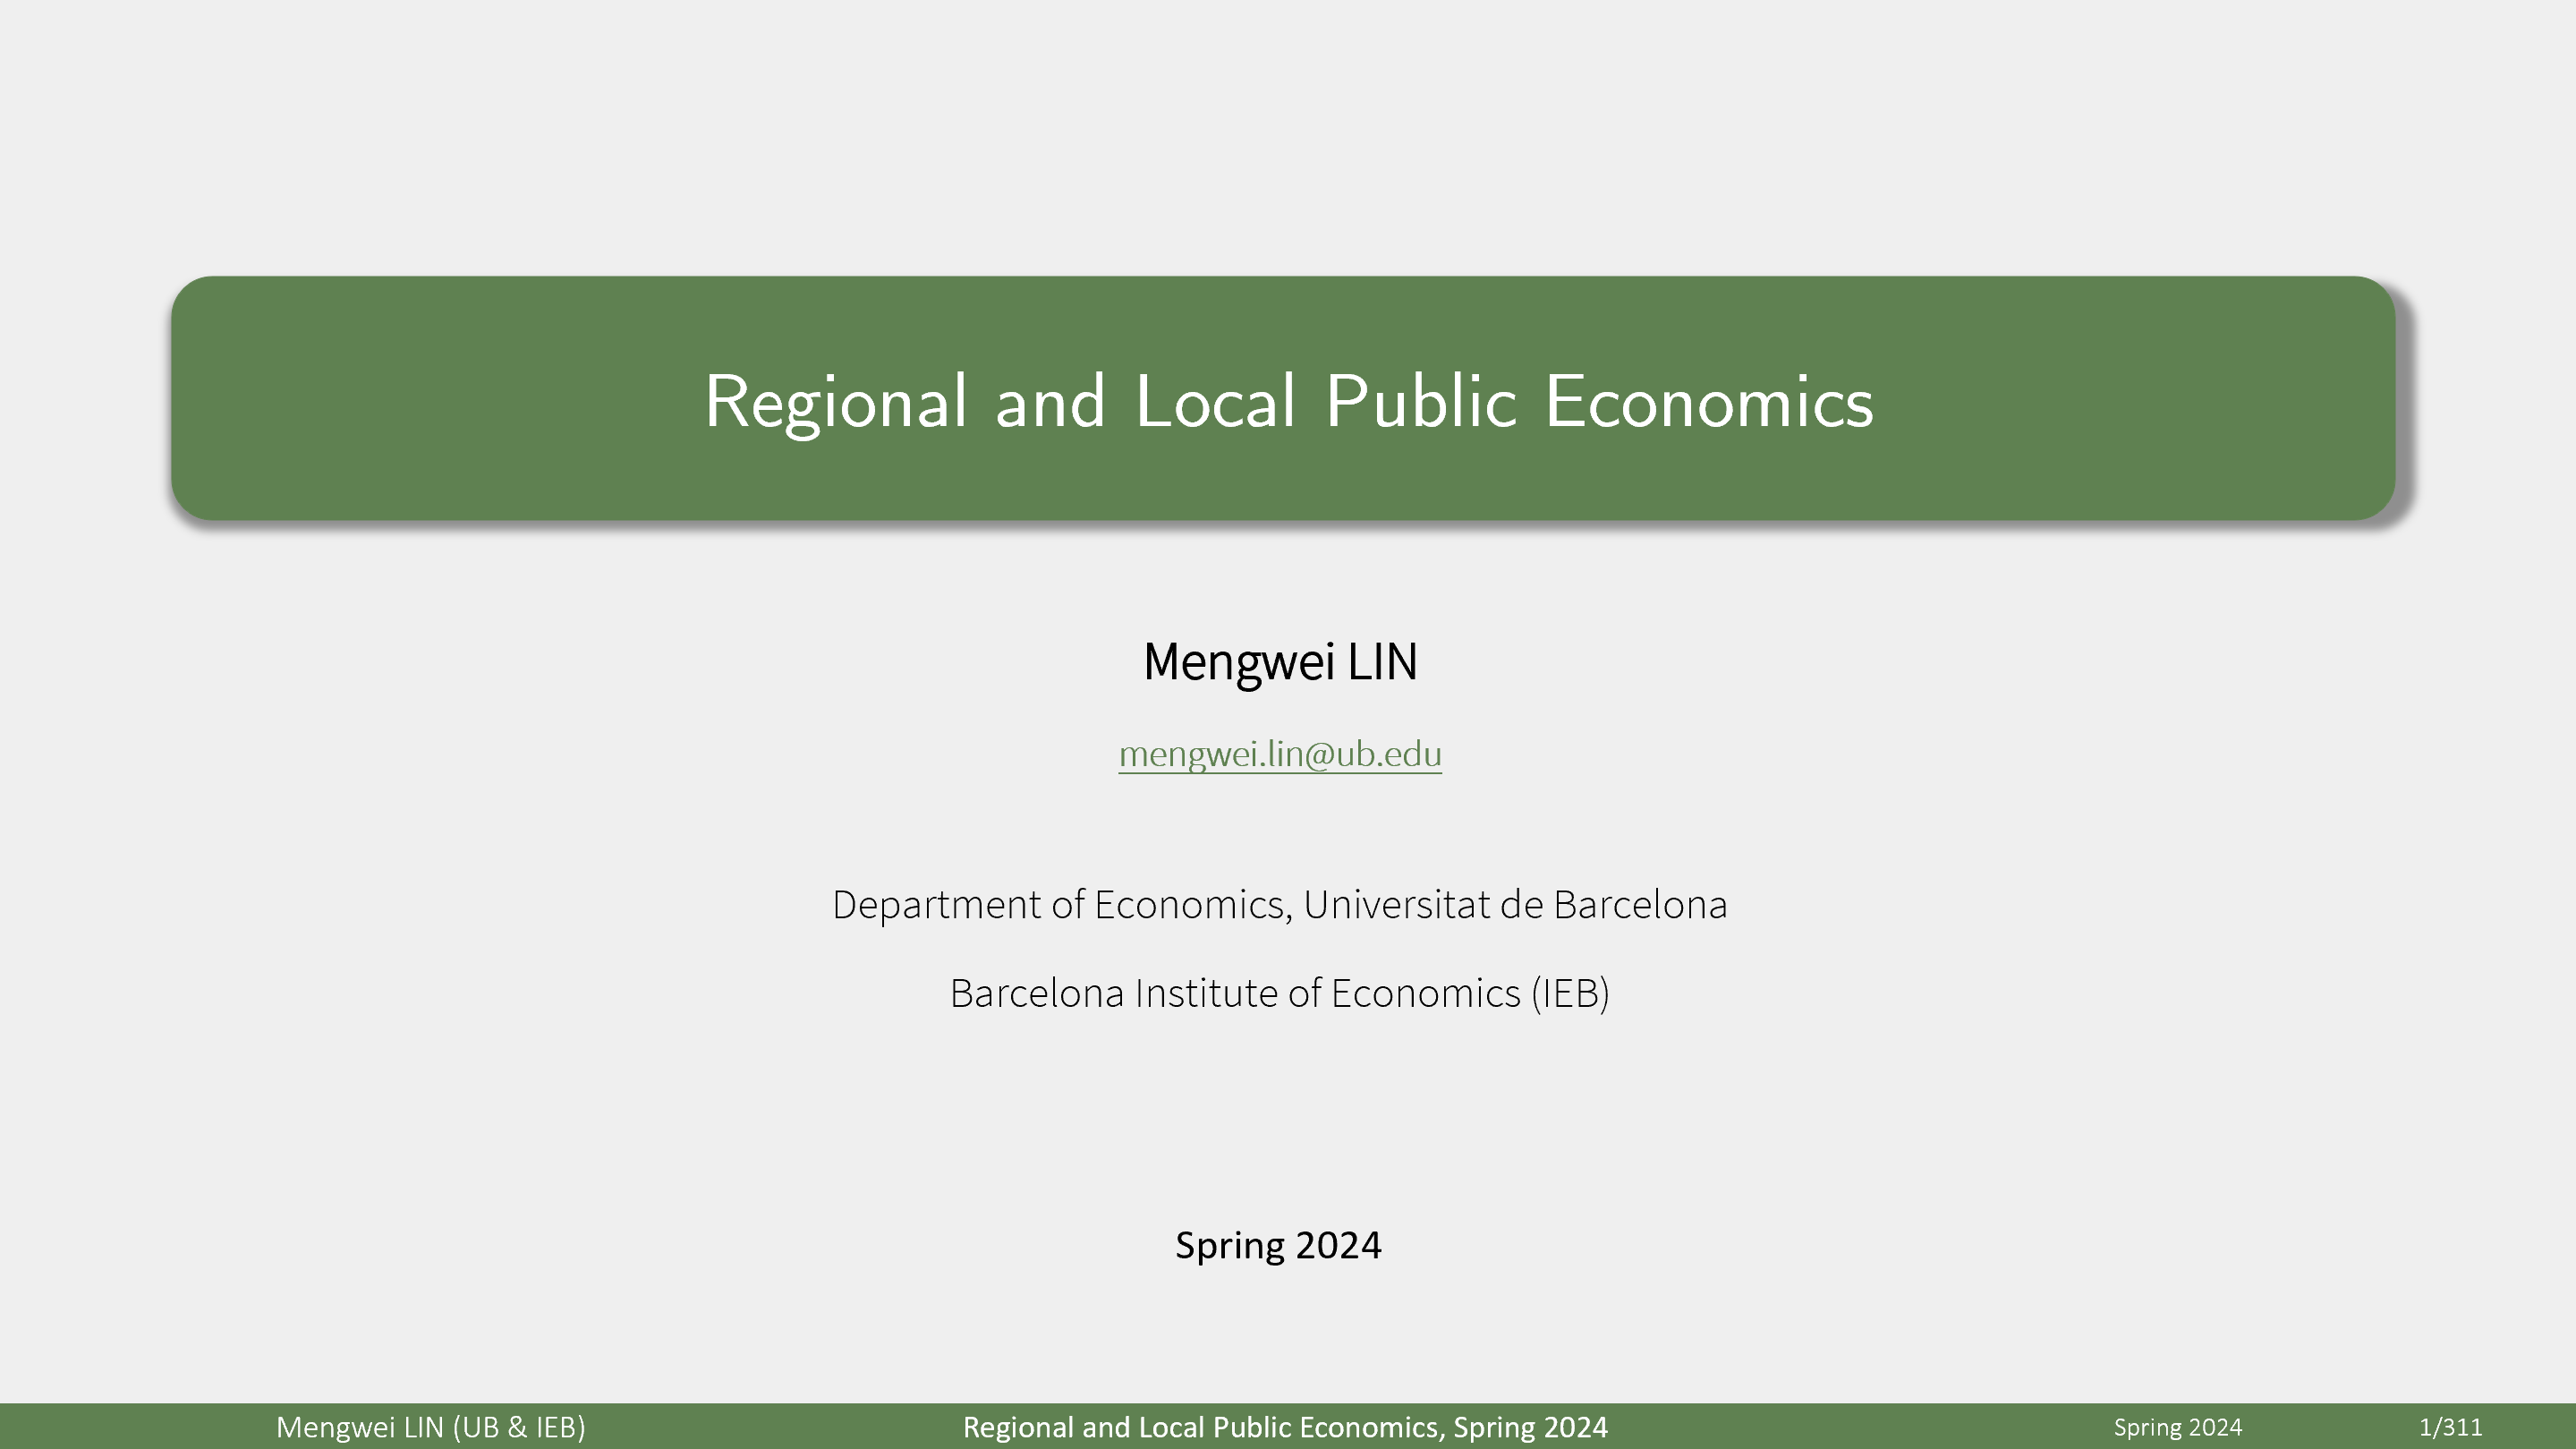 Regional and Local Public Economics
Mengwei LIN
mengwei.lin@ub.edu
Department of Economics, Universitat de Barcelona
Barcelona Institute of Economics (IEB)
Spring 2024
Mengwei LIN (UB & IEB)
Regional and Local Public Economics, Spring 2024
Spring 2024
1/311